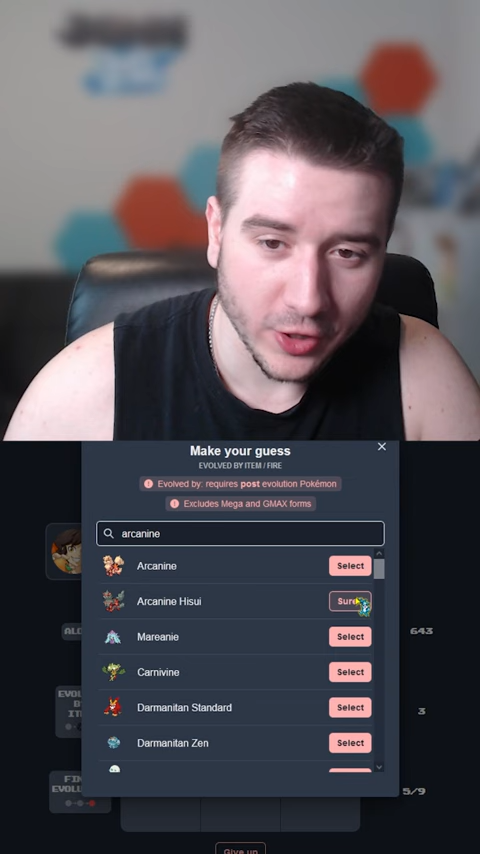 Make your guess
EVOLVED BY ITEM / FIRE
! Evolved by: requires post evolution Pokémon
! Excludes Mega and GMAX forms
arcanine
Arcanine Select
Arcanine Hisui Sure
Mareanie Select
Carnivine Select
Darmanitan Standard Select
Darmanitan Zen Select
643
3
5/9
Give up